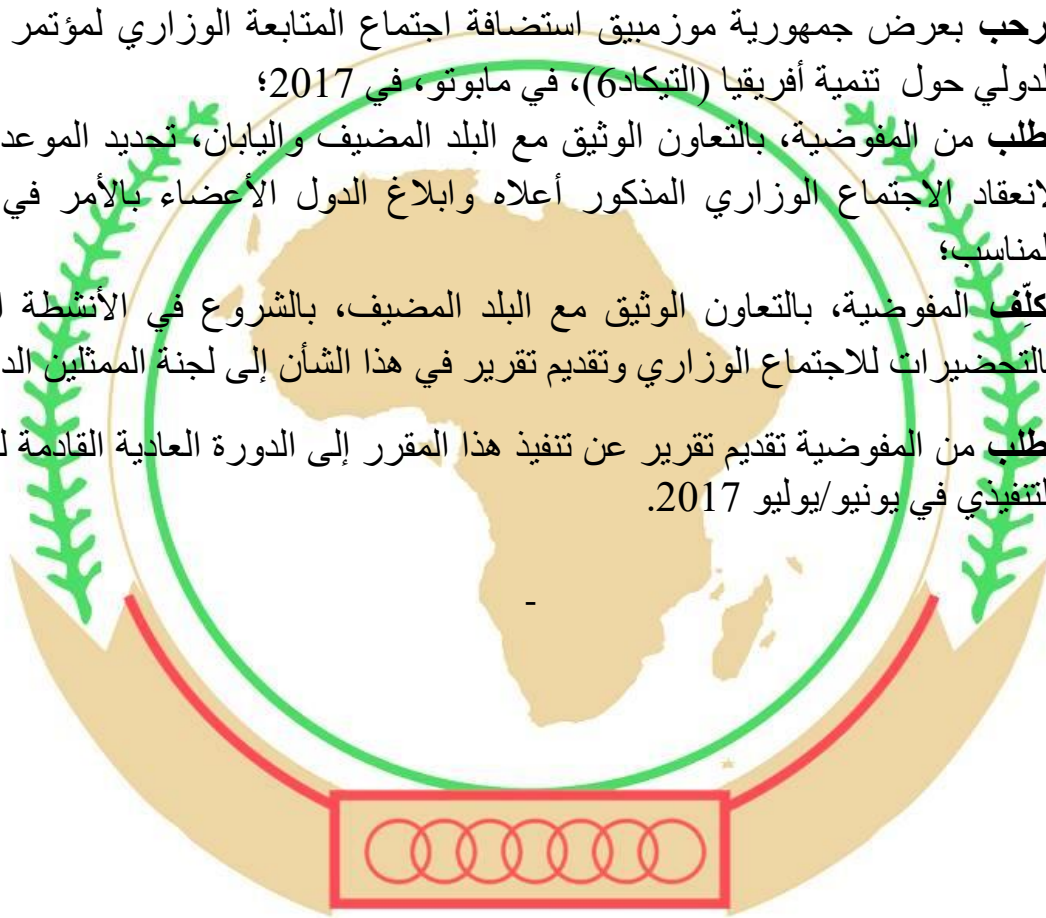 رحب بعرض جمهورية موزمبيق استضافة اجتماع المتابعة الوزاري لمؤتمر
لدولي حول تنمية أفريقيا (التيكاد6)، في مابوتو، في 2017؛
طلب من المفوضية، بالتعاون الوثيق مع البلد المضيف واليابان، تحديد الموعد
لانعقاد الاجتماع الوزاري المذكور أعلاه وابلاغ الدول الأعضاء بالأمر في
لمناسب؛
كلِّف المفوضية، بالتعاون الوثيق مع البلد المضيف، بالشروع في الأنشطة
بالتحضيرات للاجتماع الوزاري وتقديم تقرير في هذا الشأن إلى لجنة الممثلين الد
طلب من المفوضية تقديم تقرير عن تنفيذ هذا المقرر إلى الدورة العادية القادمة
لتنفيذي في يونيو/يوليو 2017.
-